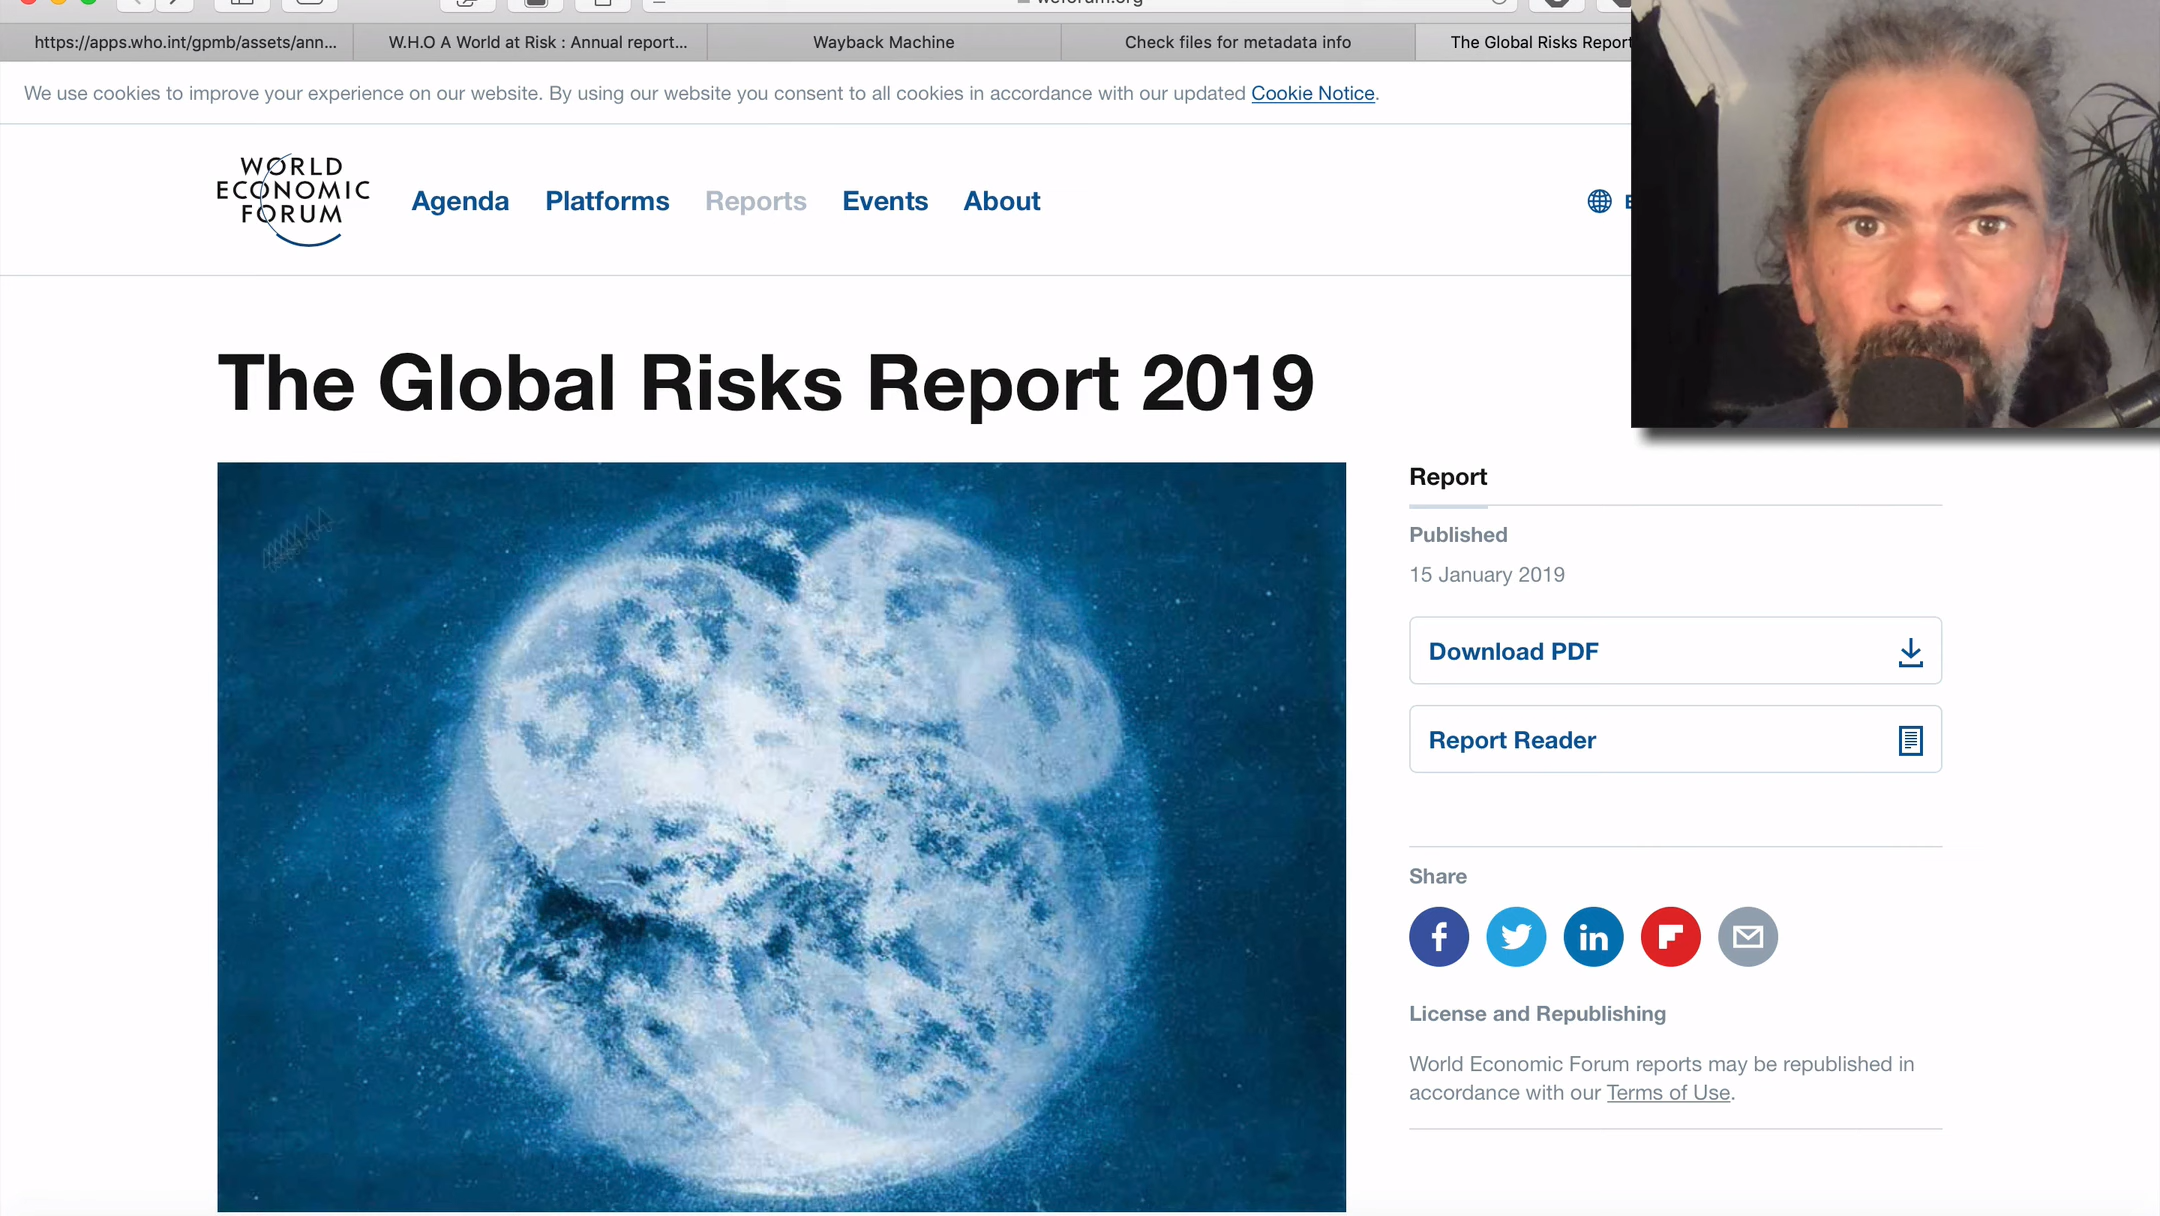 weforum.org
https://apps.who.int/gpmb/assets/ann...
W.H.O A World at Risk : Annual report...
Wayback Machine
Check files for metadata info
The Global Risks Report
We use cookies to improve your experience on our website. By using our website you consent to all cookies in accordance with our updated Cookie Notice.
WORLD
ECONOMIC
FORUM
Agenda
Platforms
Reports
Events
About
The Global Risks Report 2019
Report
Published
15 January 2019
Download PDF
Report Reader
Share
License and Republishing
World Economic Forum reports may be republished in
accordance with our Terms of Use.